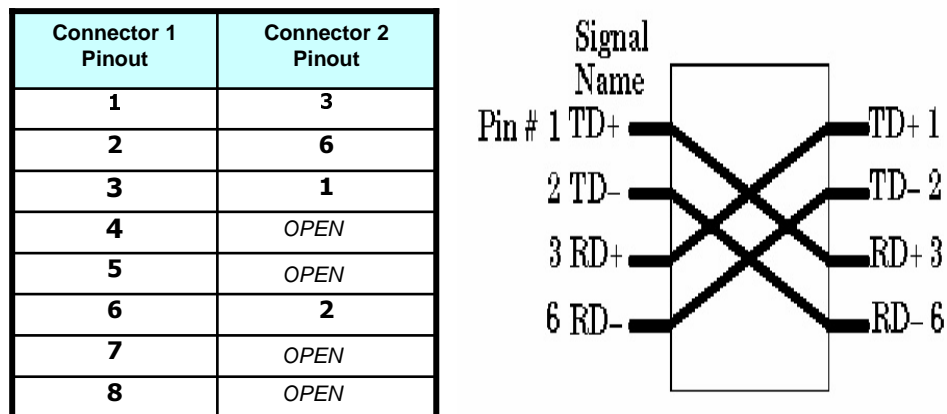 Connector 1 Connector 2
Pinout Pinout
1 3
2 6
3 1
4 OPEN
5 OPEN
6 2
7 OPEN
8 OPEN
Signal
Name
Pin # 1 TD+ TD+ 1
2 TD- TD- 2
3 RD+ RD+ 3
6 RD- RD- 6